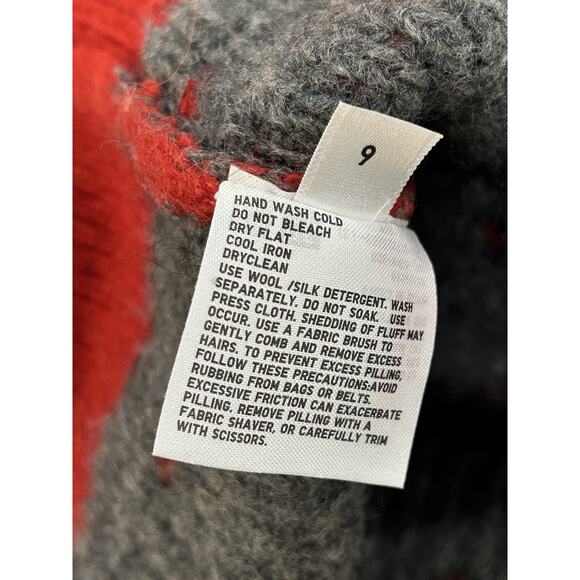 9
HAND WASH COLD
DO NOT BLEACH
DRY FLAT
COOL IRON
DRYCLEAN
USE WOOL /SILK DETERGENT. WASH
SEPARATELY. DO NOT SOAK. USE
PRESS CLOTH. SHEDDING OF FLUFF MAY
OCCUR. USE A FABRIC BRUSH TO
GENTLY COMB AND REMOVE EXCESS
HAIRS. TO PREVENT EXCESS PILLING,
FOLLOW THESE PRECAUTIONS:AVOID
RUBBING FROM BAGS OR BELTS.
EXCESSIVE FRICTION CAN EXACERBATE
PILLING. REMOVE PILLING WITH A
FABRIC SHAVER, OR CAREFULLY TRIM
WITH SCISSORS.